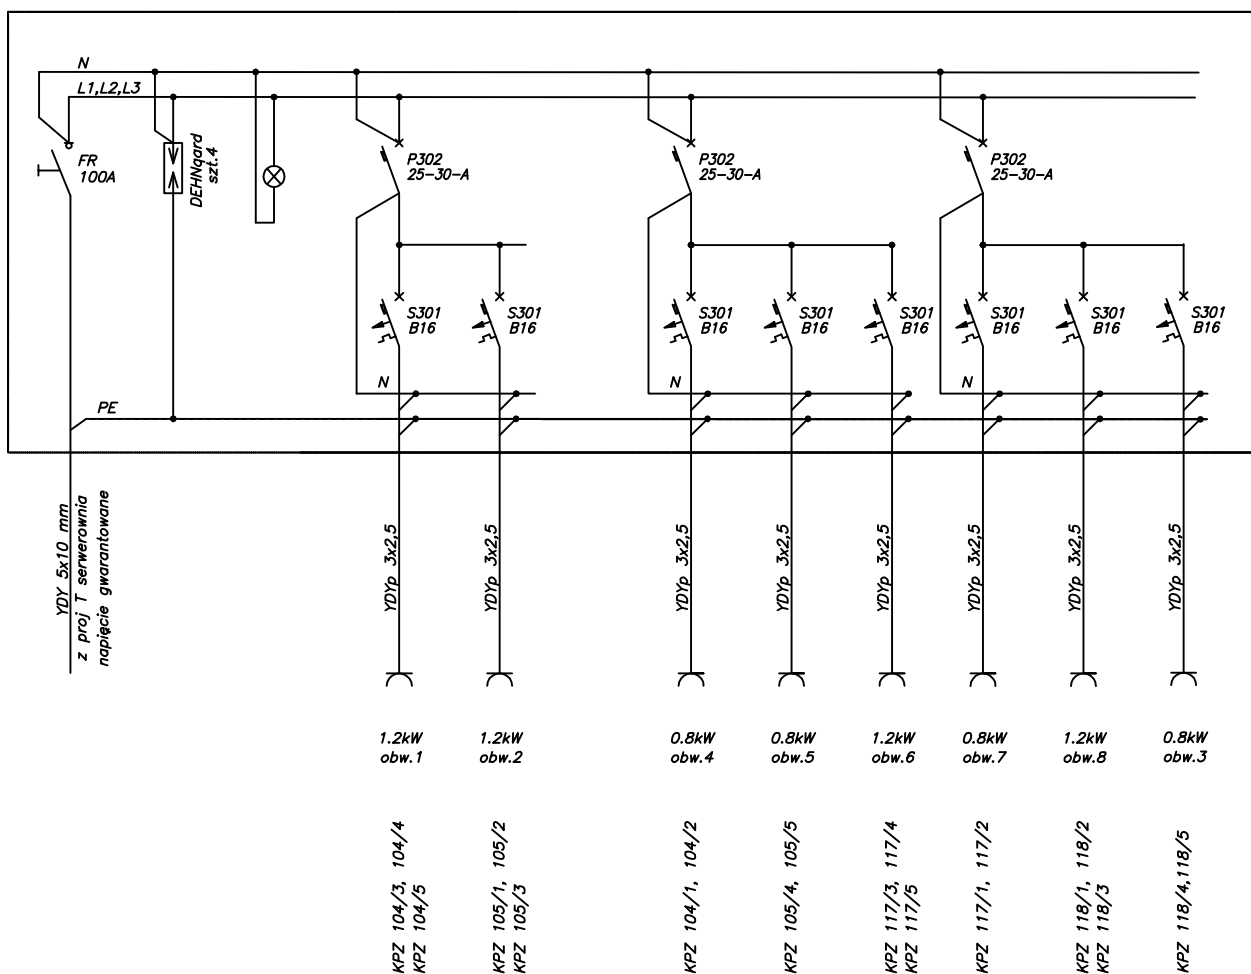 N
L1,L2,L3
FR
100A
DEHNqard
szt.4
P302
25-30-A
P302
25-30-A
P302
25-30-A
S301
B16
S301
B16
S301
B16
S301
B16
S301
B16
S301
B16
S301
B16
S301
B16
N
N
N
PE
YDY 5x10 mm
z proj T serwerownia
napięcie gwarantowane
YDYp 3x2,5
YDYp 3x2,5
YDYp 3x2,5
YDYp 3x2,5
YDYp 3x2,5
YDYp 3x2,5
YDYp 3x2,5
YDYp 3x2,5
1.2kW
obw.1
1.2kW
obw.2
0.8kW
obw.4
0.8kW
obw.5
1.2kW
obw.6
0.8kW
obw.7
1.2kW
obw.8
0.8kW
obw.3
KPZ 104/3, 104/4
KPZ 104/5
KPZ 105/1, 105/2
KPZ 105/3
KPZ 104/1, 104/2
KPZ 105/4, 105/5
KPZ 117/3, 117/4
KPZ 117/5
KPZ 117/1, 117/2
KPZ 118/1, 118/2
KPZ 118/3
KPZ 118/4,118/5